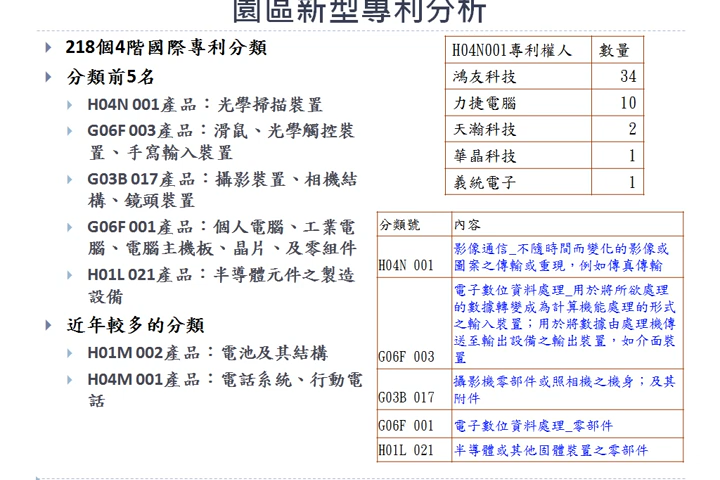 園區新型專利分析
218個4階國際專利分類
分類前5名
H04N 001產品：光學掃描裝置
G06F 003產品：滑鼠、光學觸控裝
置、手寫輸入裝置
G03B 017產品：攝影裝置、相機結
構、鏡頭裝置
G06F 001產品：個人電腦、工業電
腦、電腦主機板、晶片、及零組件
H01L 021產品：半導體元件之製造
設備
近年較多的分類
H01M 002產品：電池及其結構
H04M 001產品：電話系統、行動電
話
H04N001專利權人 數量
鴻友科技 34
力捷電腦 10
天瀚科技 2
華晶科技 1
義統電子 1
分類號 內容
影像通信_不隨時間而變化的影像或
H04N 001 圖案之傳輸或重現，例如傳真傳輸
電子數位資料處理_用於將所欲處理
的數據轉變成為計算機能處理的形式
之輸入裝置；用於將數據由處理機傳
送至輸出設備之輸出裝置，如介面裝
G06F 003 置
攝影機零部件或照相機之機身；及其
G03B 017 附件
G06F 001 電子數位資料處理_零部件
H01L 021 半導體或其他固體裝置之零部件